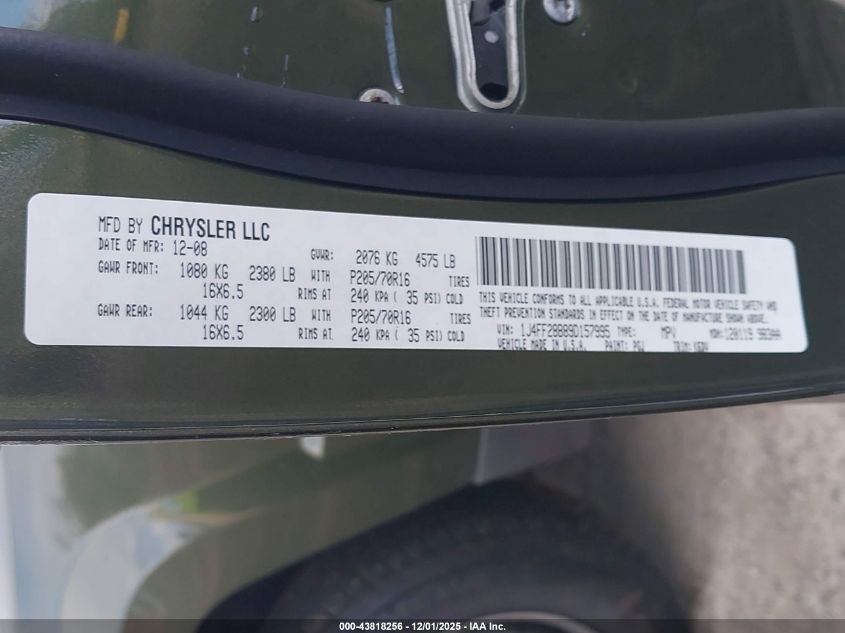 MFD BY CHRYSLER LLC
DATE OF MFR: 12-08 GVWR: 2076 KG 4575 LB
GAWR FRONT: 1080 KG 2380 LB WITH P205/70R16 TIRES
16X6.5 RIMS AT 240 KPA ( 35 PSI) COLD
GAWR REAR: 1044 KG 2300 LB WITH P205/70R16 TIRES
16X6.5 RIMS AT 240 KPA ( 35 PSI) COLD
THIS VEHICLE CONFORMS TO ALL APPLICABLE U.S.A. FEDERAL MOTOR VEHICLE SAFETY AND
THEFT PREVENTION STANDARDS IN EFFECT ON THE DATE OF MANUFACTURE SHOWN ABOVE.
VIN: 1J4FF28B89D157995 TYPE: MPV MDH: 120119
VEHICLE MADE IN U.S.A. PAINT: PGJ TRIM:
000-43818256 - 12/01/2025 - IAA Inc.